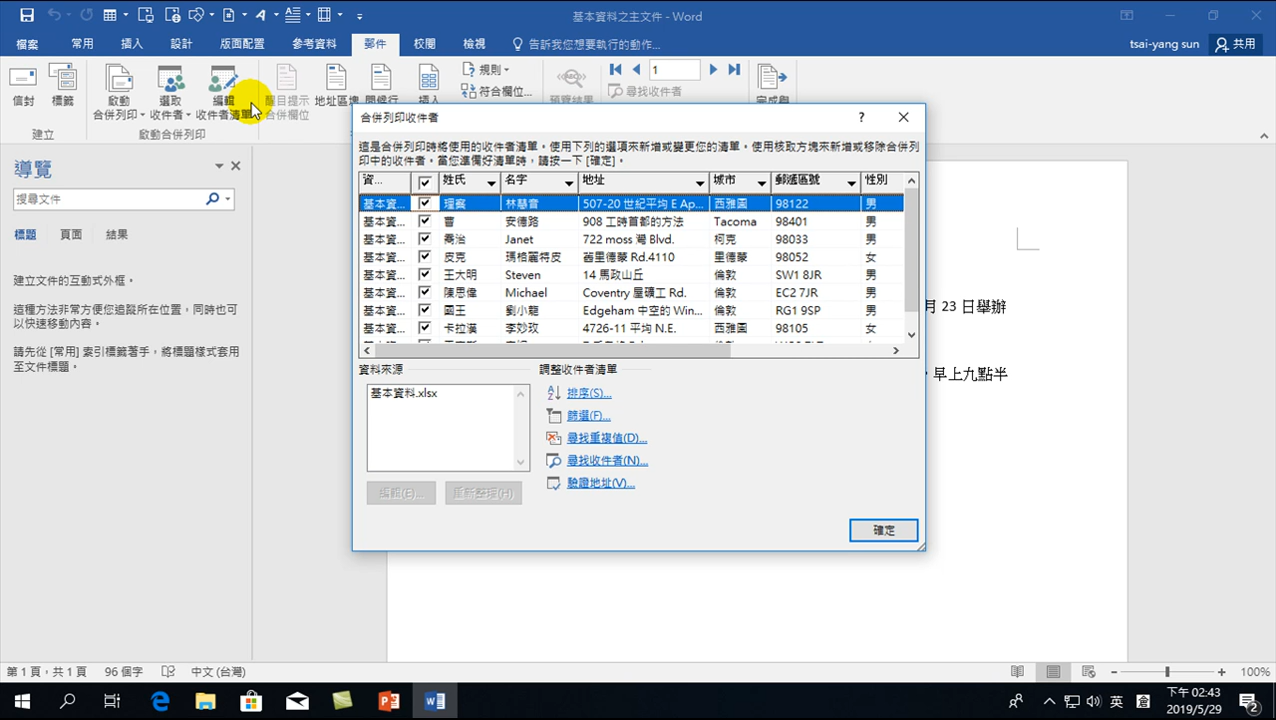 基本資料之主文件 - Word
檔案 常用 插入 設計 版面配置 參考資料 郵件 校閱 檢視 告訴我您想要執行的動作... tsai-yang sun 共用
信封 標籤 啟動 合併列印 選取 收件者 編輯 收件者清單 醒目提示 合併欄位 地址區塊 問候行 插入 規則 符合欄位... 預覽結果 1 尋找收件者 完成與
建立 啟動合併列印
導覽
搜尋文件
標題 頁面 結果
建立文件的互動式外框。
這種方法非常方便您追蹤所在位置，同時也可
以快速移動內容。
請先從 [常用] 索引標籤著手，將標題樣式套用
至文件標題。
合併列印收件者 ?
這是合併列印時將使用的收件者清單。使用下列的選項來新增或變更您的清單。使用核取方塊來新增或移除合併列
印中的收件者。當您準備好清單時，請按一下 [確定]。
資... 姓氏 名字 地址 城市 郵遞區號 性別
基本資... 理察 林慧音 507-20 世紀平均 E Ap... 西雅圖 98122 男
基本資... 曹 安德路 908 工時首都的方法 Tacoma 98401 男
基本資... 喬治 Janet 722 moss 灣 Blvd. 柯克 98033 男
基本資... 皮克 瑪格麗特皮 舊里德蒙 Rd.4110 里德蒙 98052 女
基本資... 王大明 Steven 14 馬政山丘 倫敦 SW1 8JR 男
基本資... 陳思偉 Michael Coventry 屋礦工 Rd. 倫敦 EC2 7JR 男
基本資... 國王 劉小龍 Edgeham 中空的 Win... 倫敦 RG1 9SP 男
基本資... 卡拉漢 李妙玫 4726-11 平均 N.E. 西雅圖 98105 女
資料來源 調整收件者清單
基本資料.xlsx
排序(S)...
篩選(F)...
尋找重複值(D)...
尋找收件者(N)...
驗證地址(V)...
編輯(E)... 重新整理(H)
確定
月 23 日舉辦
，早上九點半
第 1 頁，共 1 頁 96 個字 中文 (台灣) 100%
英 下午 02:43
2019/5/29 2